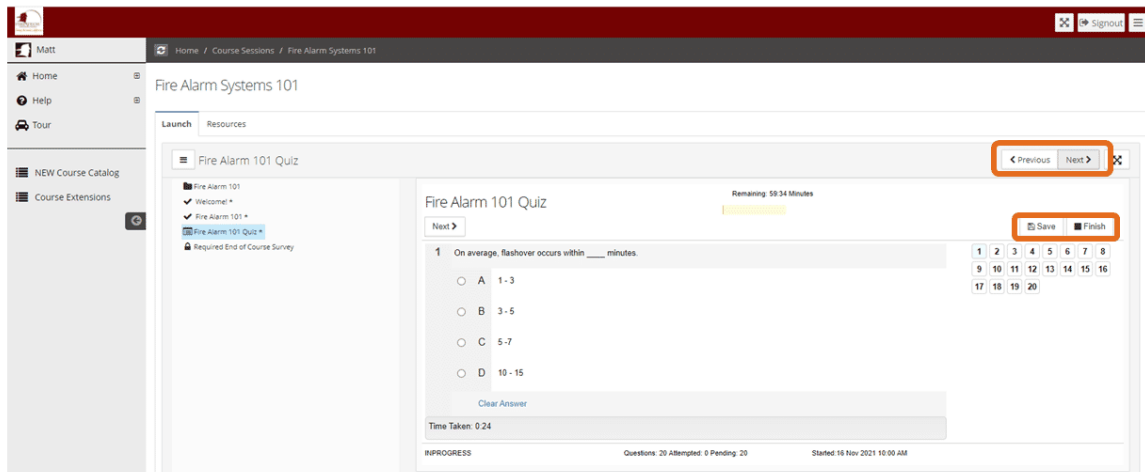 Signout
Matt
Home / Course Sessions / Fire Alarm Systems 101
Home
Help
Tour
NEW Course Catalog
Course Extensions
Fire Alarm Systems 101
Launch Resources
Fire Alarm 101 Quiz
Previous Next
Fire Alarm 101
Welcome! *
Fire Alarm 101 *
Fire Alarm 101 Quiz *
Required End of Course Survey
Remaining: 59:34 Minutes
Fire Alarm 101 Quiz
Next
Save Finish
1 On average, flashover occurs within ____ minutes.
A 1 - 3
B 3 - 5
C 5 -7
D 10 - 15
Clear Answer
Time Taken: 0:24
1 2 3 4 5 6 7 8
9 10 11 12 13 14 15 16
17 18 19 20
INPROGRESS Questions: 20 Attempted: 0 Pending: 20 Started:16 Nov 2021 10:00 AM